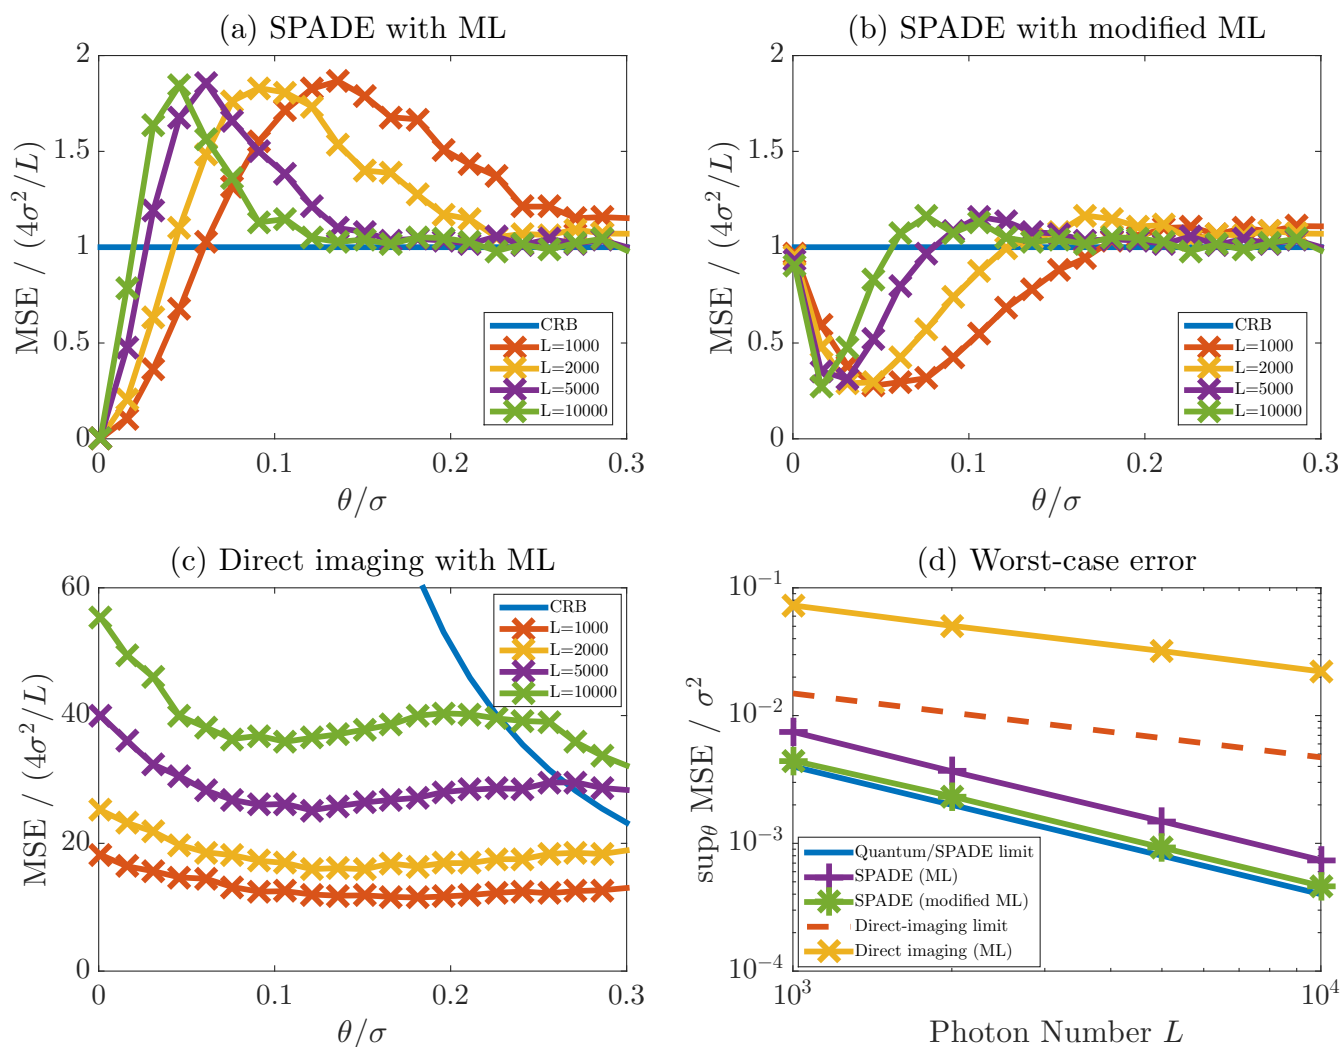 (a) SPADE with ML
MSE / (4σ²/L)
2
1.5
1
0.5
0
0
0.1
0.2
0.3
θ/σ
CRB
L=1000
L=2000
L=5000
L=10000
(b) SPADE with modified ML
MSE / (4σ²/L)
2
1.5
1
0.5
0
0
0.1
0.2
0.3
θ/σ
CRB
L=1000
L=2000
L=5000
L=10000
(c) Direct imaging with ML
MSE / (4σ²/L)
60
40
20
0
0
0.1
0.2
0.3
θ/σ
CRB
L=1000
L=2000
L=5000
L=10000
(d) Worst-case error
sup_θ MSE / σ²
10⁻¹
10⁻²
10⁻³
10⁻⁴
10³
10⁴
Photon Number L
Quantum/SPADE limit
SPADE (ML)
SPADE (modified ML)
Direct-imaging limit
Direct imaging (ML)